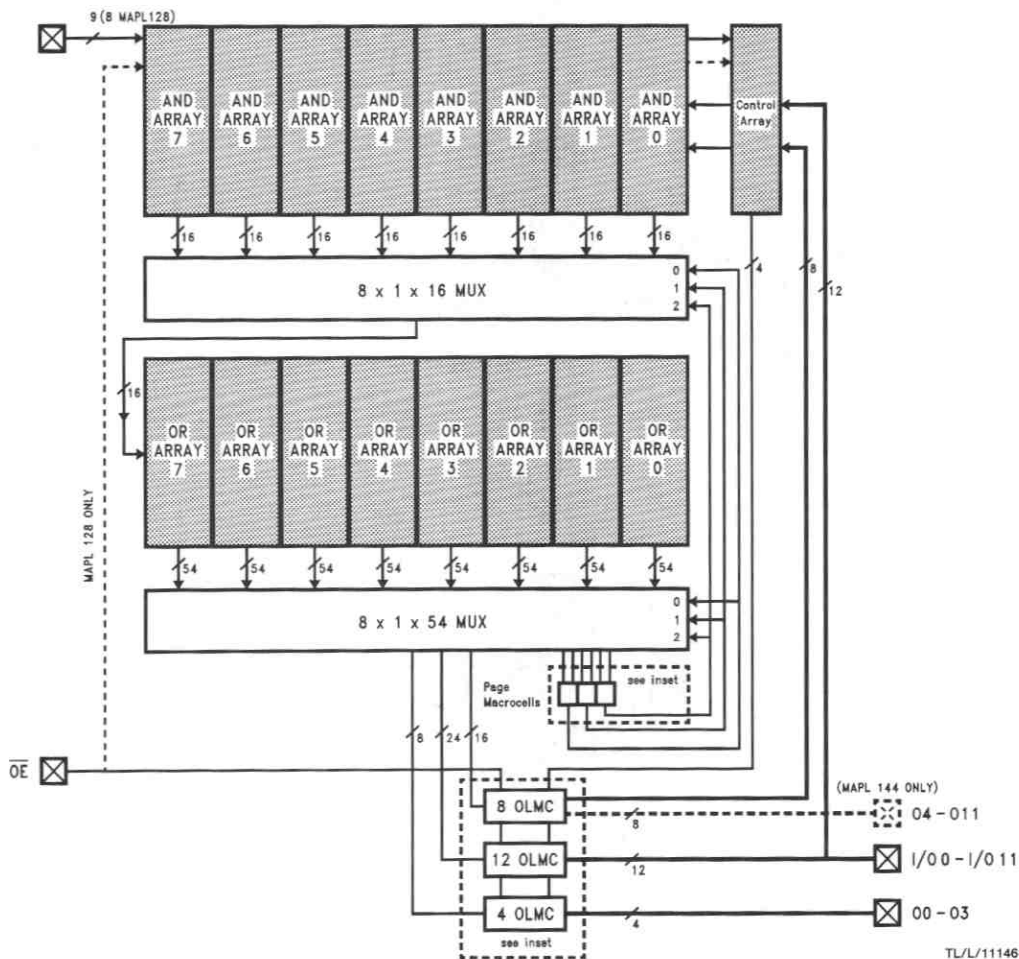 9 (8 MAPL128)
AND ARRAY 7
AND ARRAY 6
AND ARRAY 5
AND ARRAY 4
AND ARRAY 3
AND ARRAY 2
AND ARRAY 1
AND ARRAY 0
Control Array
16
16
16
16
16
16
16
16
4
8
12
8 x 1 x 16 MUX
0
1
2
16
OR ARRAY 7
OR ARRAY 6
OR ARRAY 5
OR ARRAY 4
OR ARRAY 3
OR ARRAY 2
OR ARRAY 1
OR ARRAY 0
MAPL 128 ONLY
54
54
54
54
54
54
54
54
8 x 1 x 54 MUX
0
1
2
Page
Macrocells
see inset
8
24
16
OE
8 OLMC
8
(MAPL 144 ONLY)
04-011
12 OLMC
12
I/00-I/011
4 OLMC
4
00-03
see inset
TL/L/11146